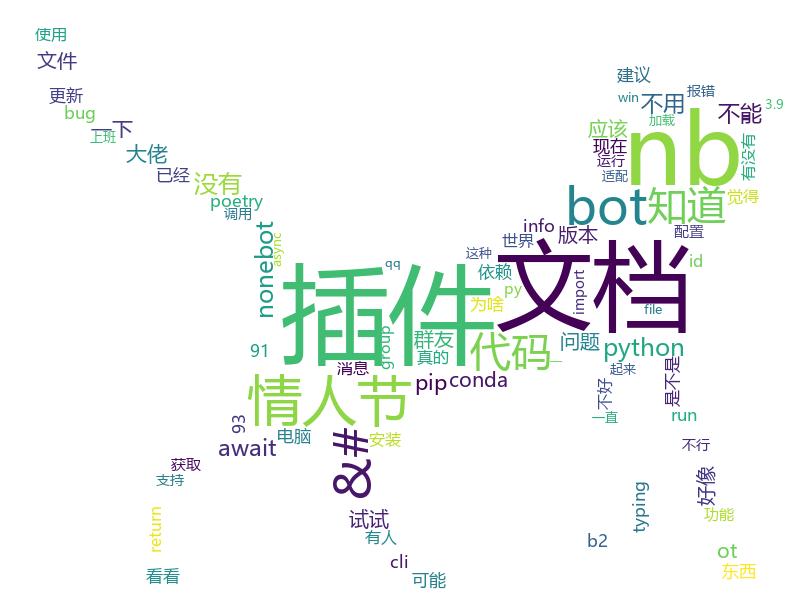 使用
文件
建议
更新
win
不用
报错
bug
不能
3.9
一下
上班
应该
加载
大佬
现在
nb
有没有
运行
已经
没有
适配
poetry
bot
知道
觉得
调用
nonebot
async
info
版本
配置
世界
这种
文档
id
qq
依赖
插件
import
py
为啥
file
group
群友
代码
问题
python
91
真的
一
消息
起来
情人节
pip
conda
不好
是不是
一直
run
93
await
电脑
&#
安装
不行
获取
支持
好像
return
试试
typing
功能
有人
b2
ot
cli
看看
可能
东西